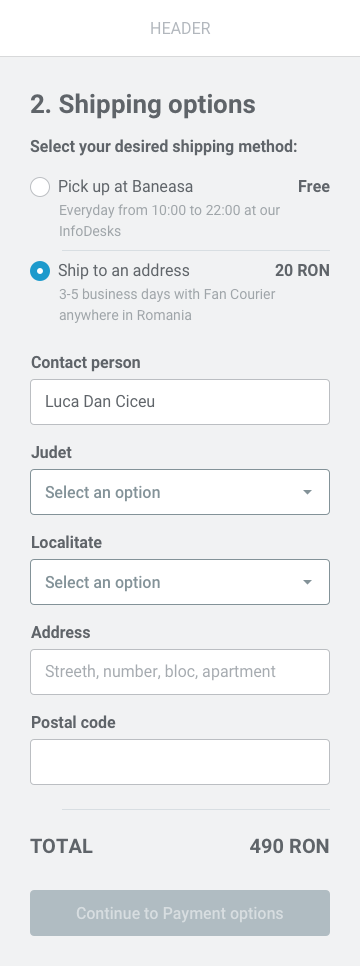 HEADER
2. Shipping options
Select your desired shipping method:
Pick up at Baneasa Free
Everyday from 10:00 to 22:00 at our
InfoDesks
Ship to an address 20 RON
3-5 business days with Fan Courier
anywhere in Romania
Contact person
Luca Dan Ciceu
Judet
Select an option
Localitate
Select an option
Address
Streeth, number, bloc, apartment
Postal code
TOTAL 490 RON
Continue to Payment options